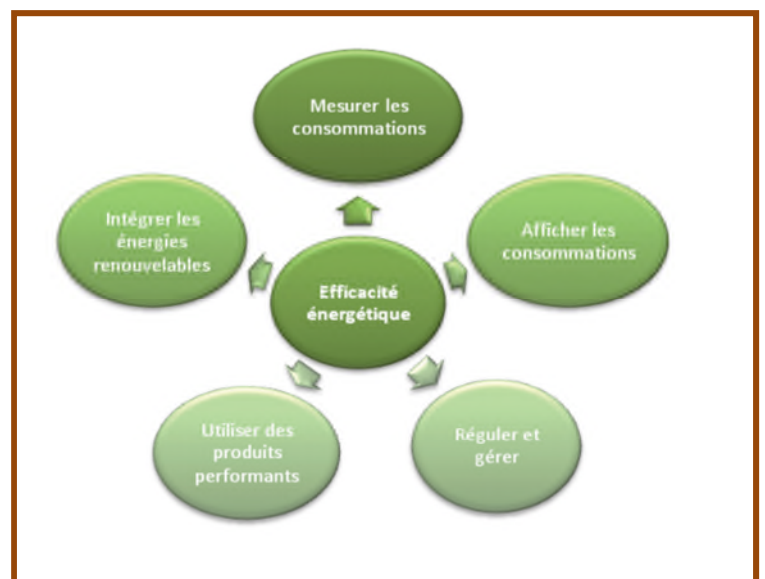 Mesurer les
consommations
Intégrer les
énergies
renouvelables
Afficher les
consommations
Efficacité
énergétique
Utiliser des
produits
performants
Réguler et
gérer